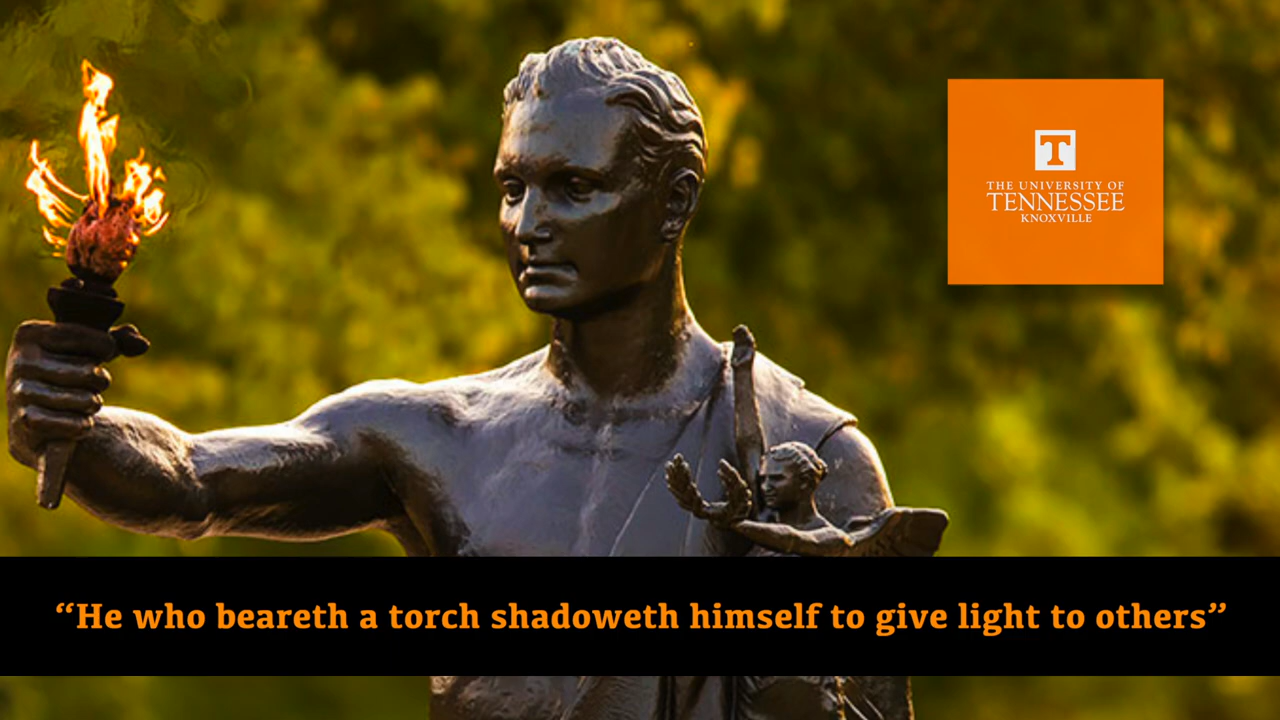 T
THE UNIVERSITY OF
TENNESSEE
KNOXVILLE
“He who beareth a torch shadoweth himself to give light to others”